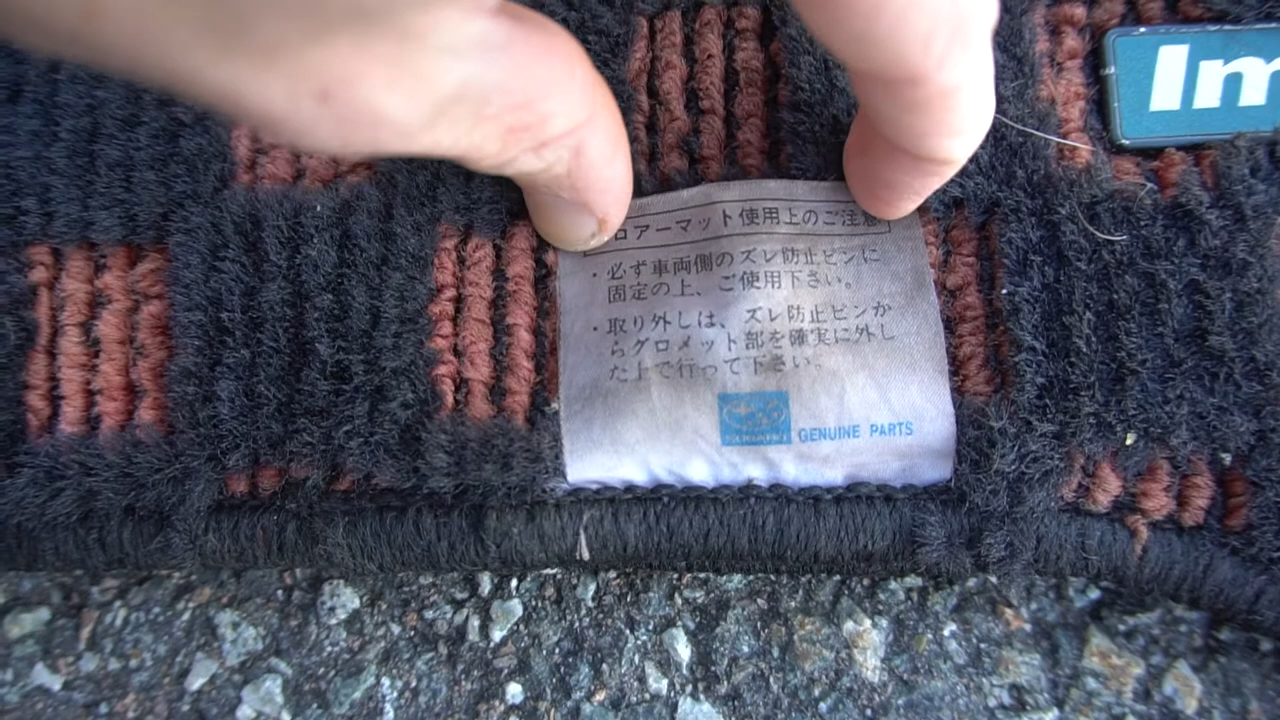 Im
ロアーマット使用上のご注意
・必ず車両側のズレ防止ピンに
固定の上、ご使用下さい。
・取り外しは、ズレ防止ピンか
らグロメット部を確実に外し
た上で行って下さい。
GENUINE PARTS